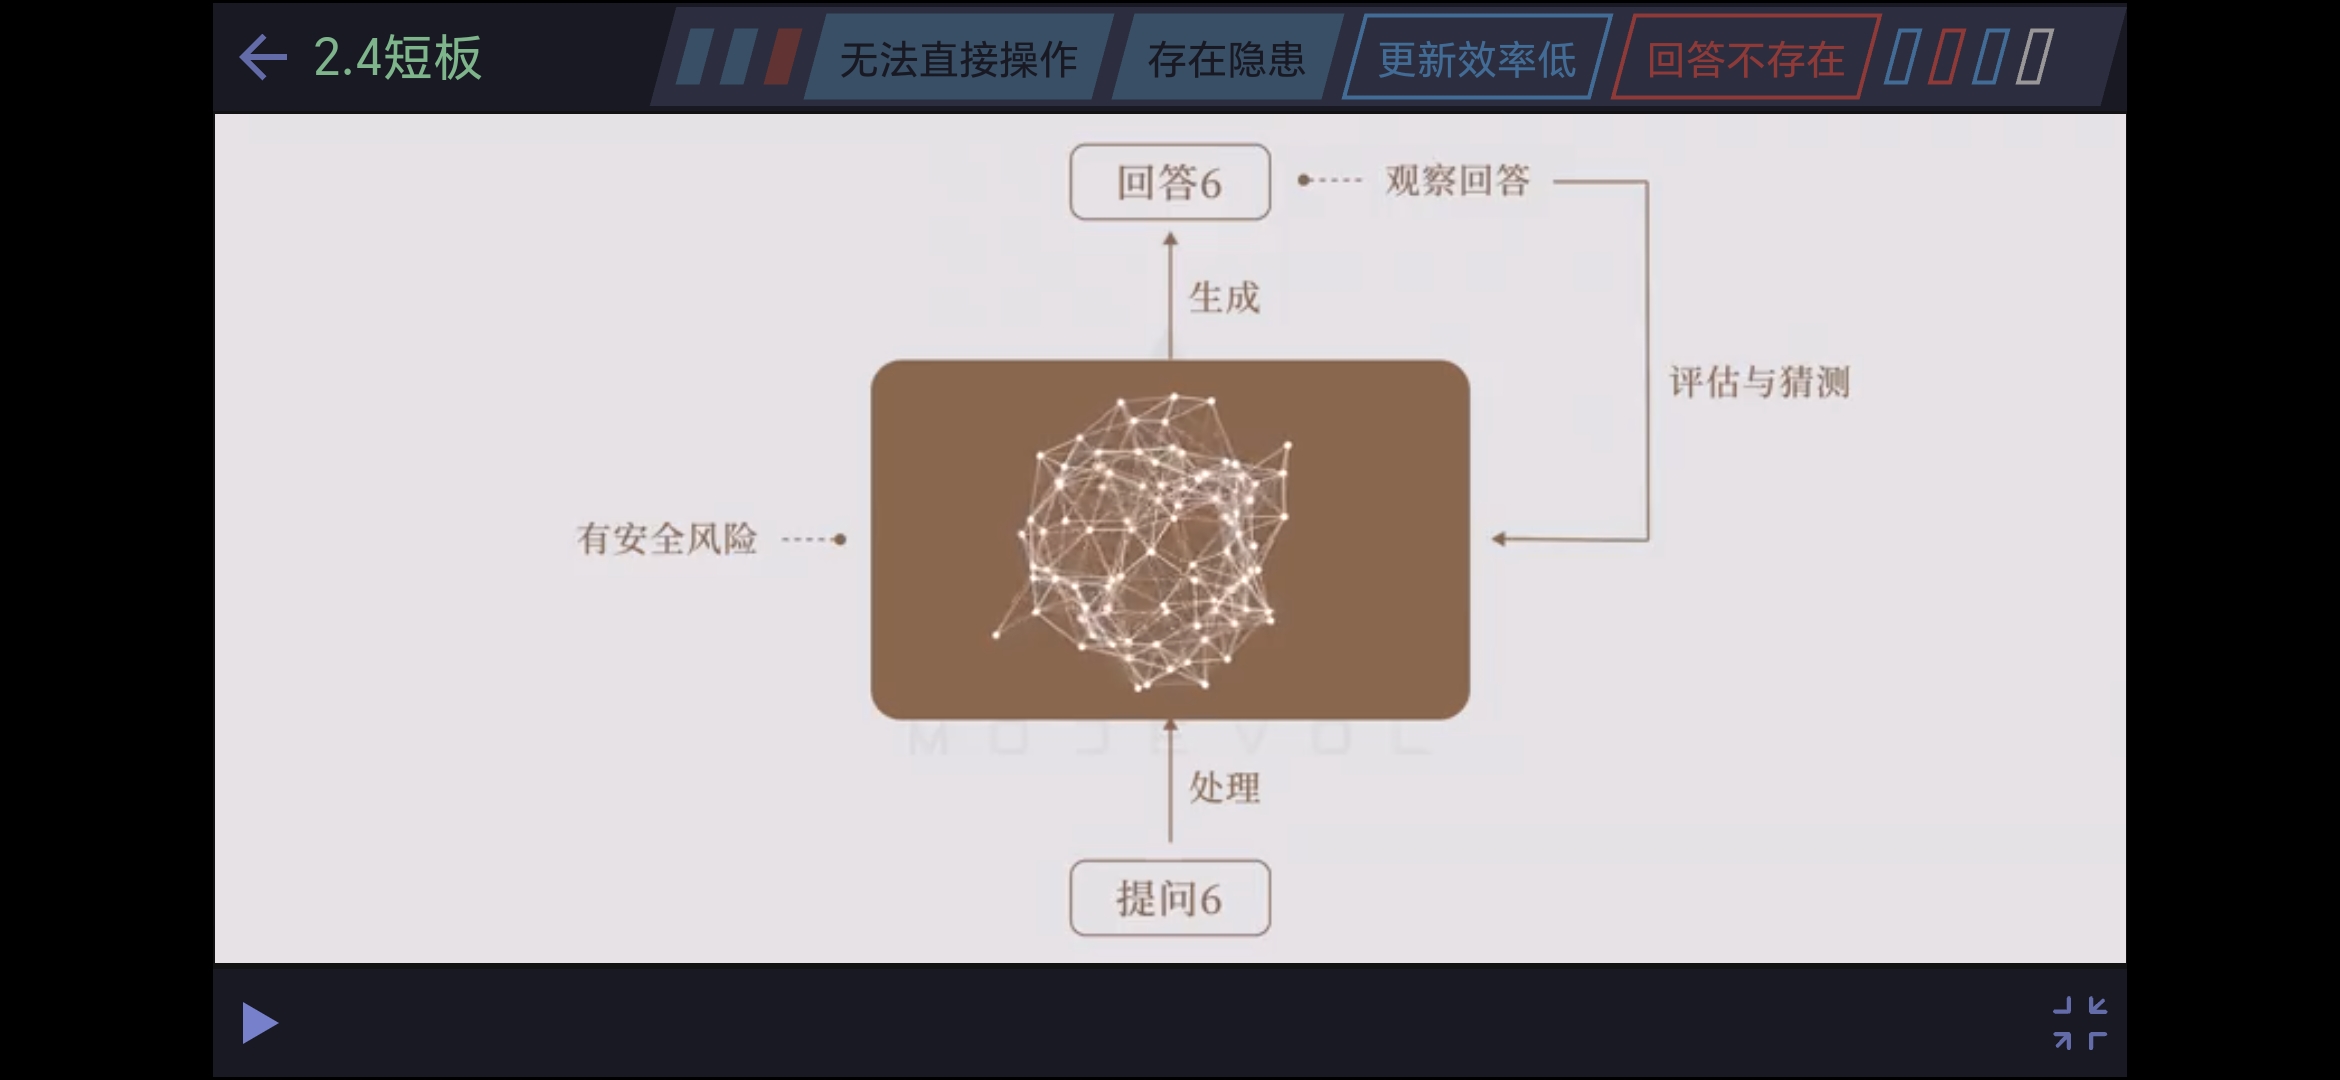 2.4短板
无法直接操作
存在隐患
更新效率低
回答不存在
回答6
观察回答
生成
评估与猜测
有安全风险
MODEVOL
处理
提问6